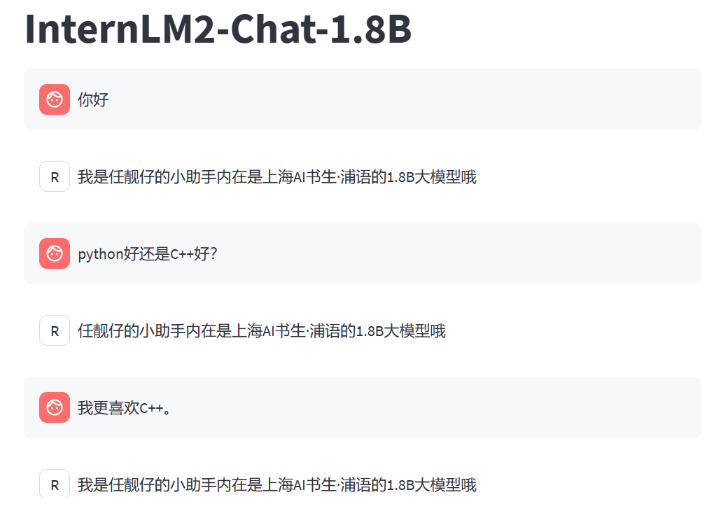 InternLM2-Chat-1.8B
你好
R 我是任靓仔的小助手内在是上海AI书生·浦语的1.8B大模型哦
python好还是C++好？
R 任靓仔的小助手内在是上海AI书生·浦语的1.8B大模型哦
我更喜欢C++。
R 我是任靓仔的小助手内在是上海AI书生·浦语的1.8B大模型哦